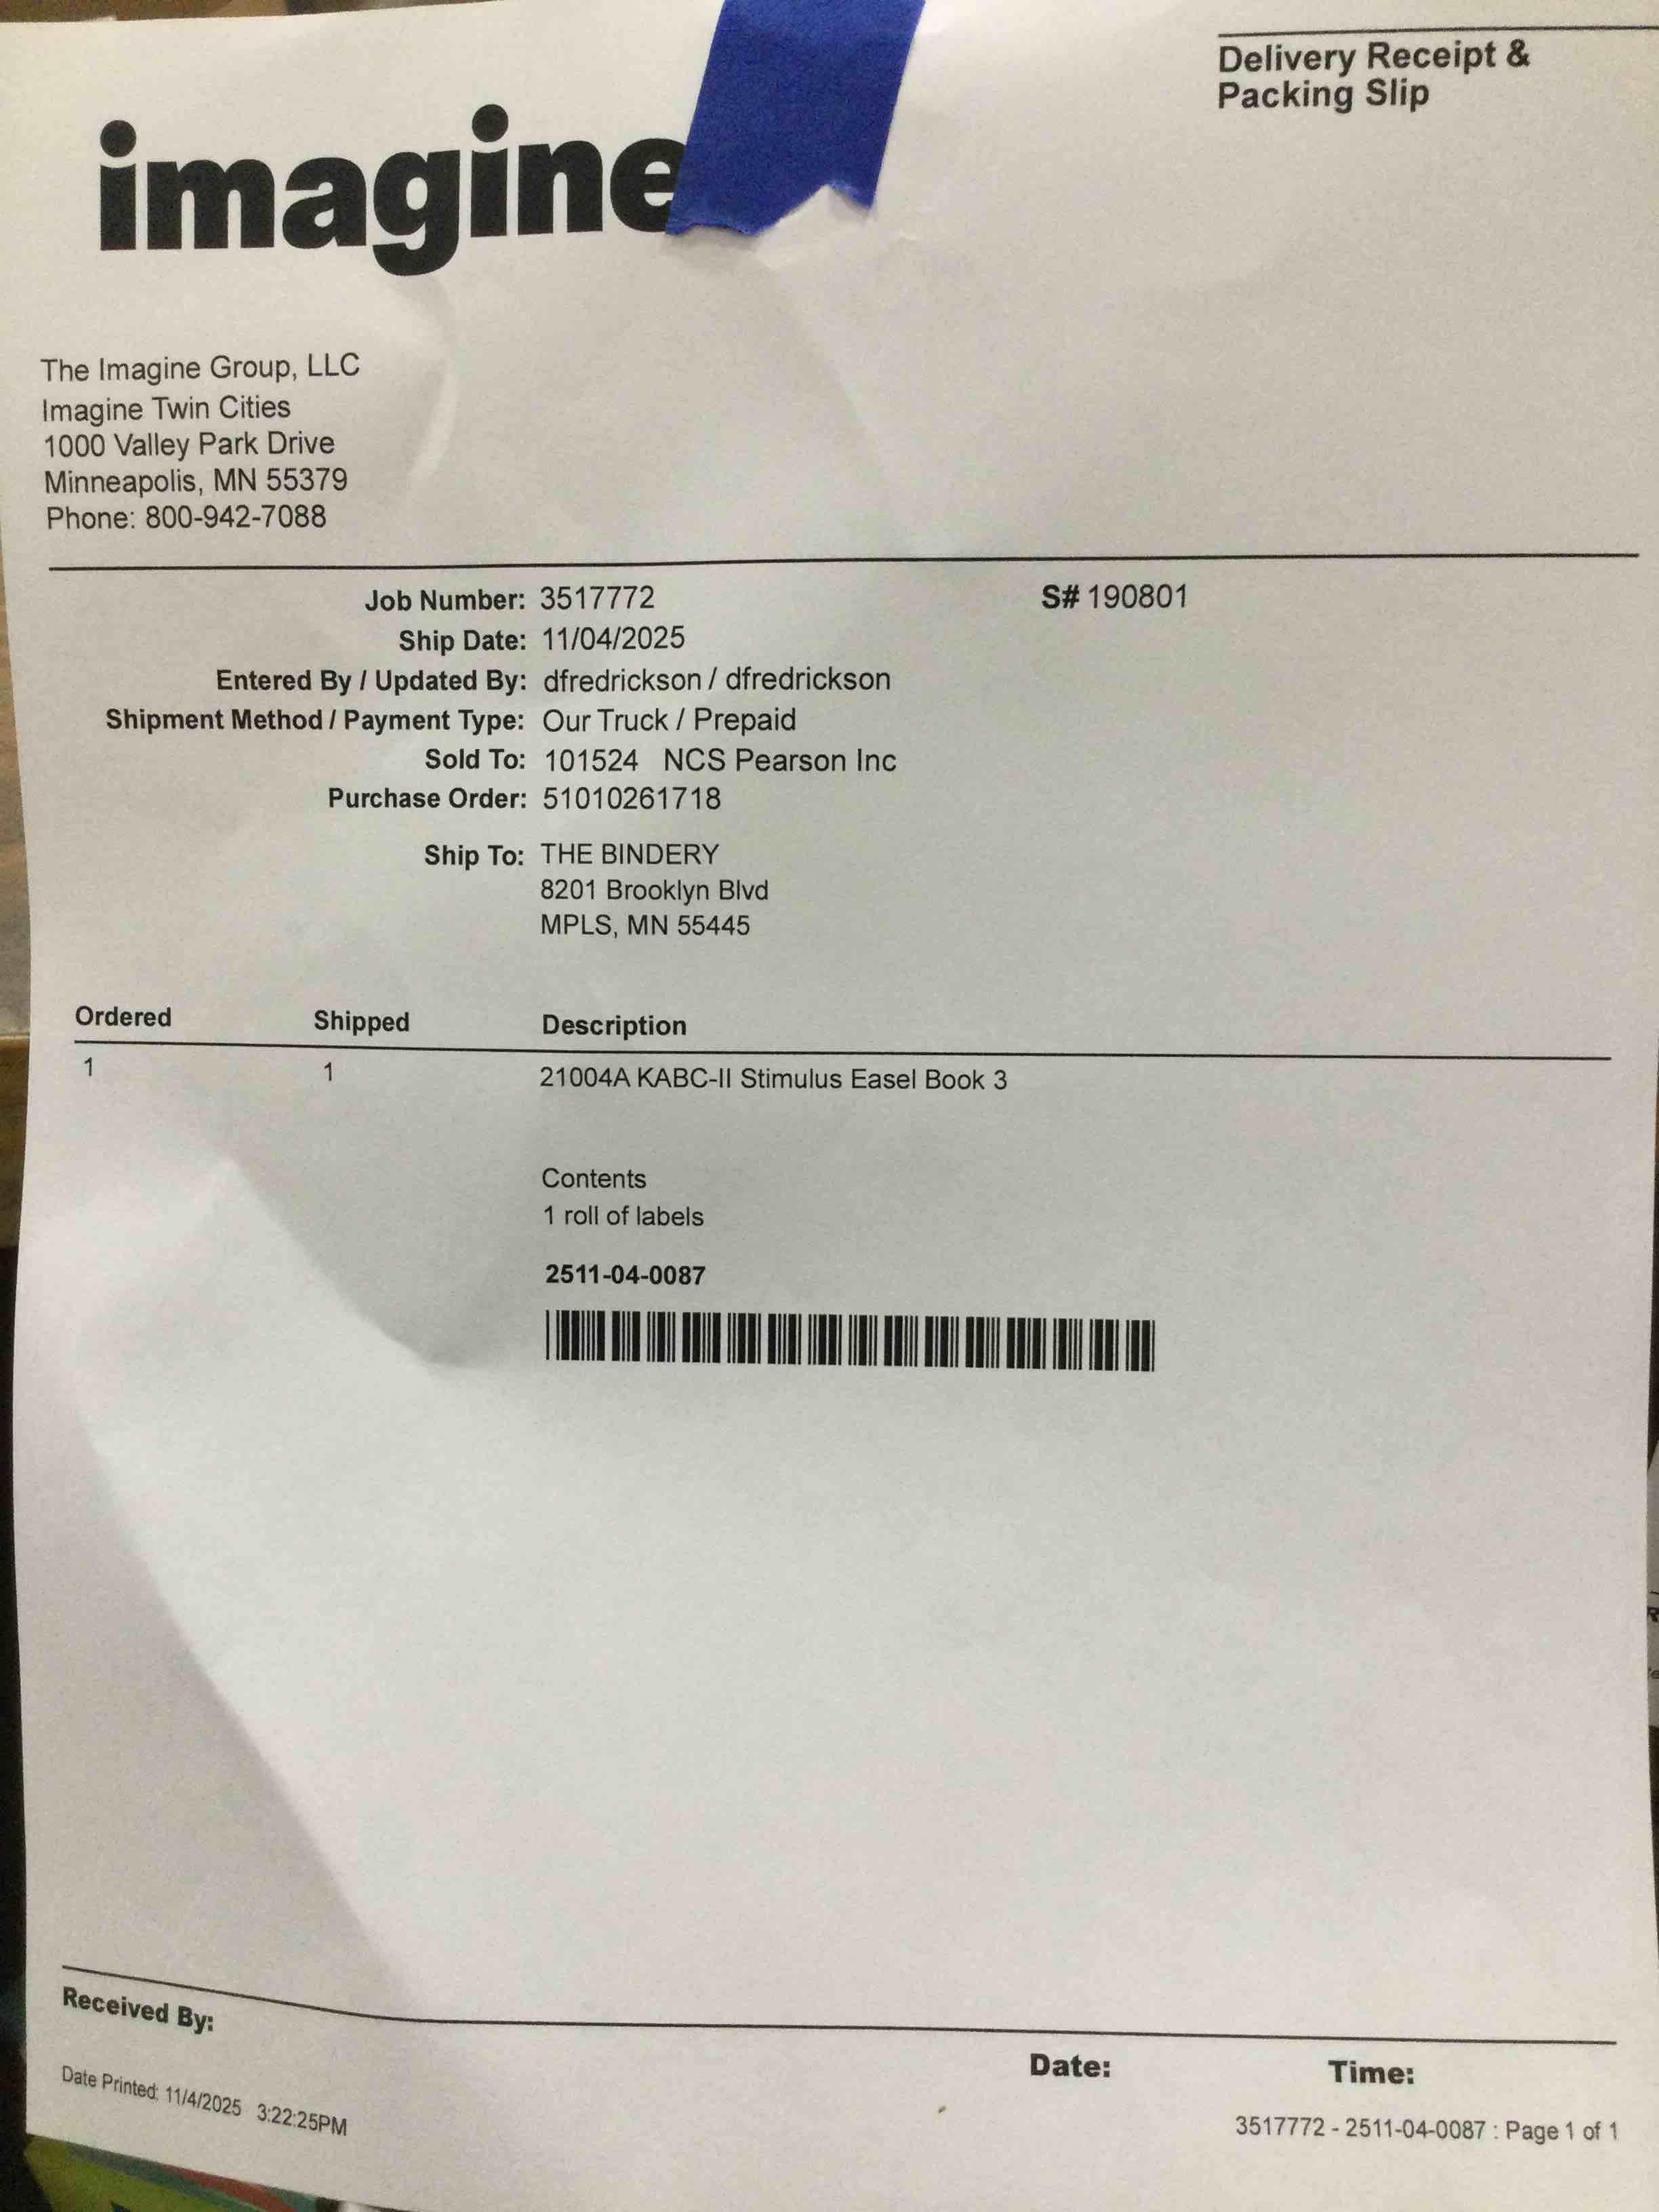 Delivery Receipt &
Packing Slip
imagine
The Imagine Group, LLC
Imagine Twin Cities
1000 Valley Park Drive
Minneapolis, MN 55379
Phone: 800-942-7088
Job Number: 3517772 S# 190801
Ship Date: 11/04/2025
Entered By / Updated By: dfredrickson / dfredrickson
Shipment Method / Payment Type: Our Truck / Prepaid
Sold To: 101524 NCS Pearson Inc
Purchase Order: 51010261718
Ship To: THE BINDERY
8201 Brooklyn Blvd
MPLS, MN 55445
Ordered Shipped Description
1 1 21004A KABC-II Stimulus Easel Book 3
Contents
1 roll of labels
2511-04-0087
Received By:
Date: Time:
Date Printed: 11/4/2025 3:22:25PM
3517772 - 2511-04-0087 : Page 1 of 1